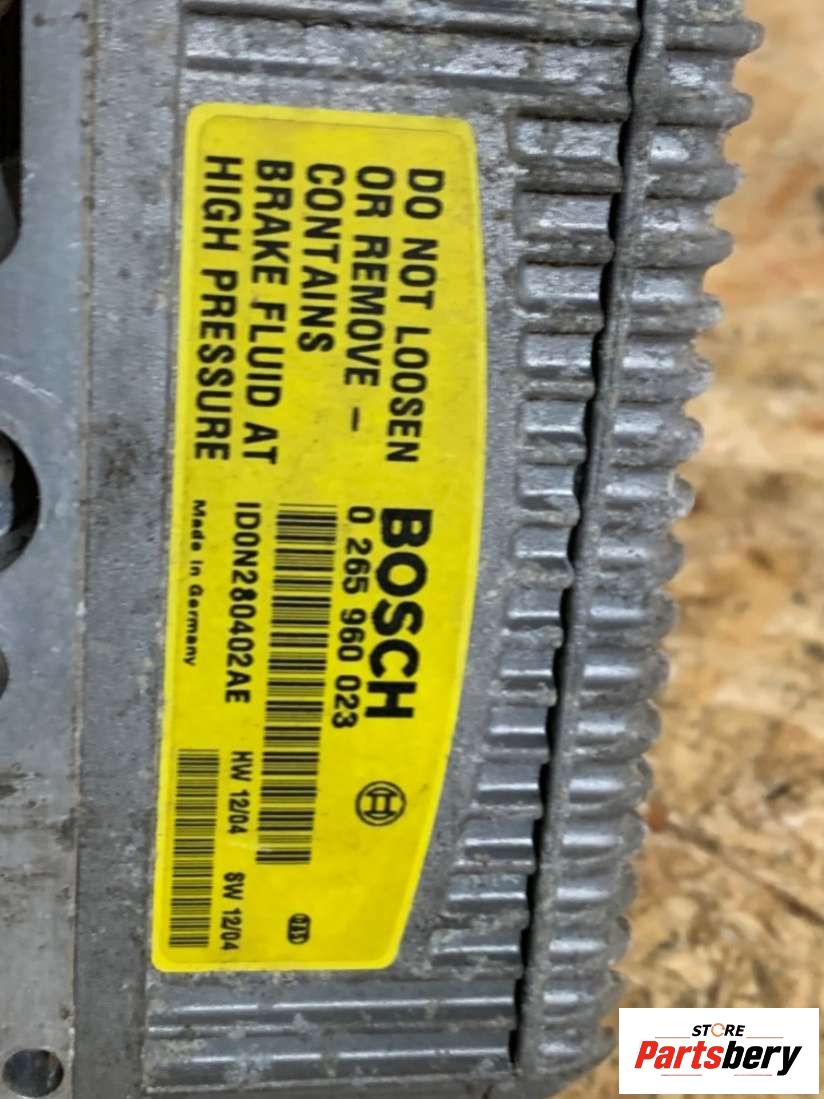 DO NOT LOOSEN
OR REMOVE -
CONTAINS
BRAKE FLUID AT
HIGH PRESSURE
BOSCH
0 265 960 023
ID0N280402AE HW 12/04 SW 12/04
Made in Germany
STORE
Partsbery